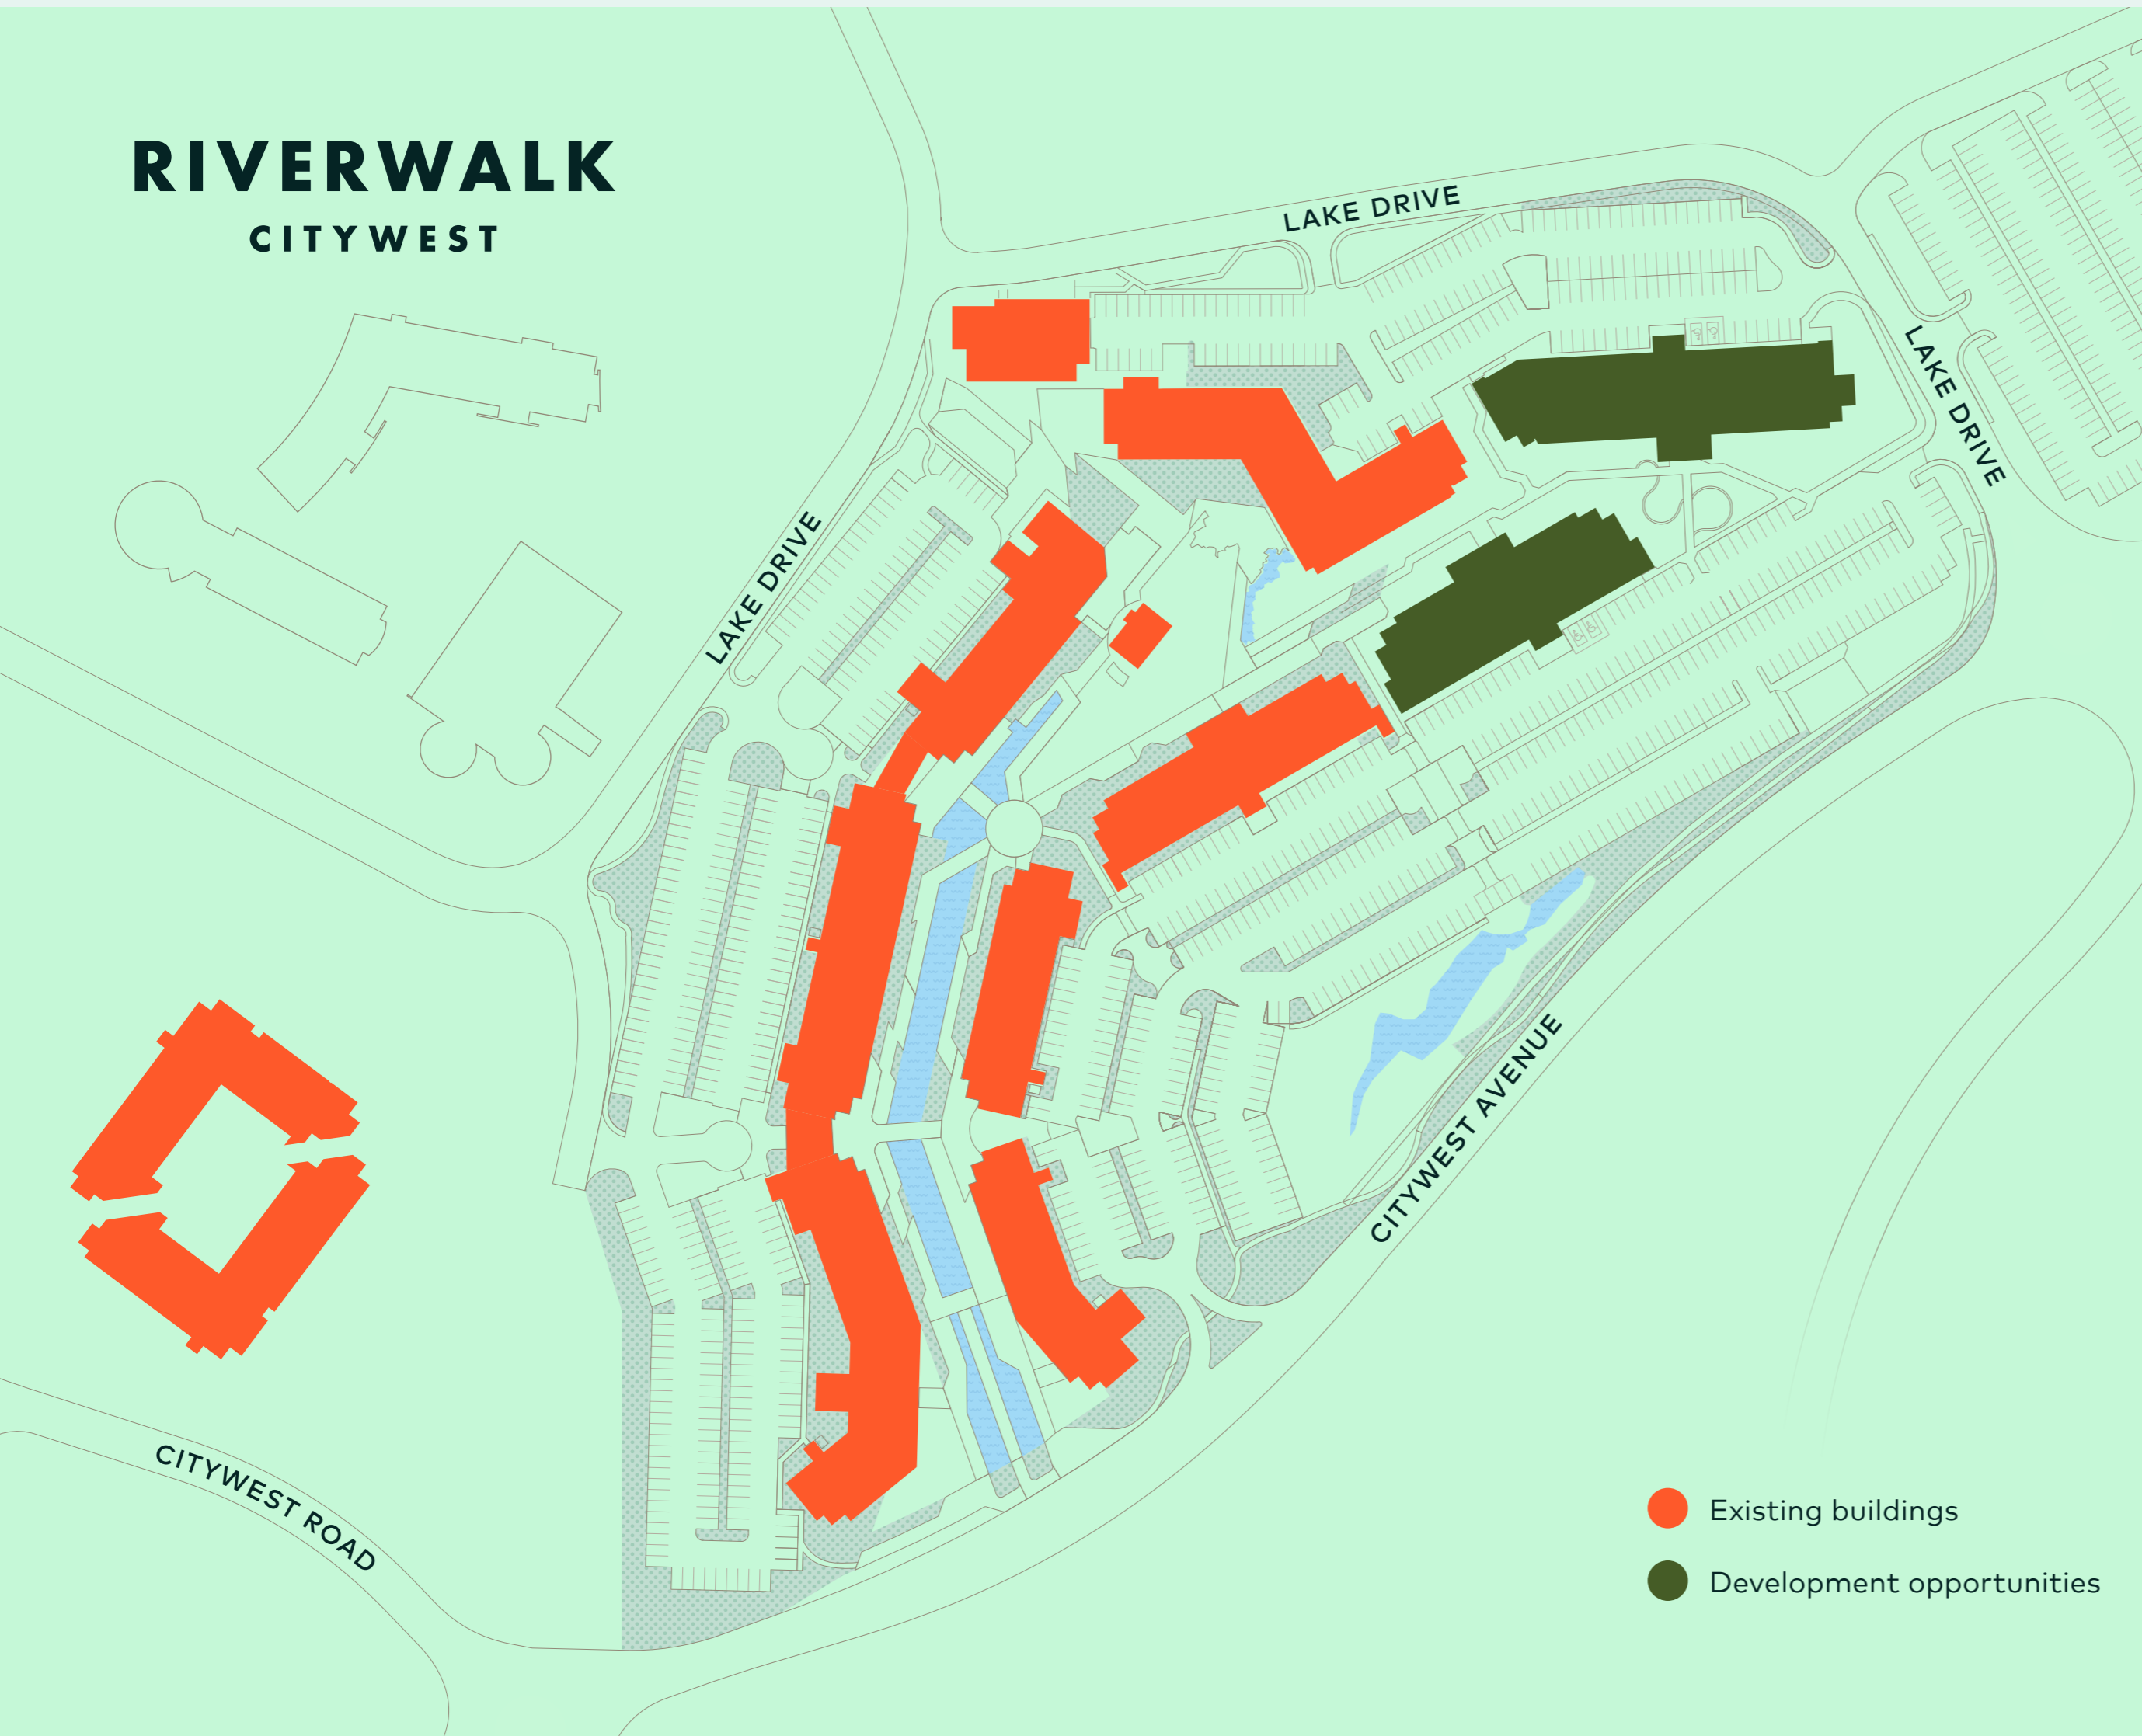 RIVERWALK
CITYWEST
LAKE DRIVE
LAKE DRIVE
LAKE DRIVE
CITYWEST AVENUE
CITYWEST ROAD
Existing buildings
Development opportunities